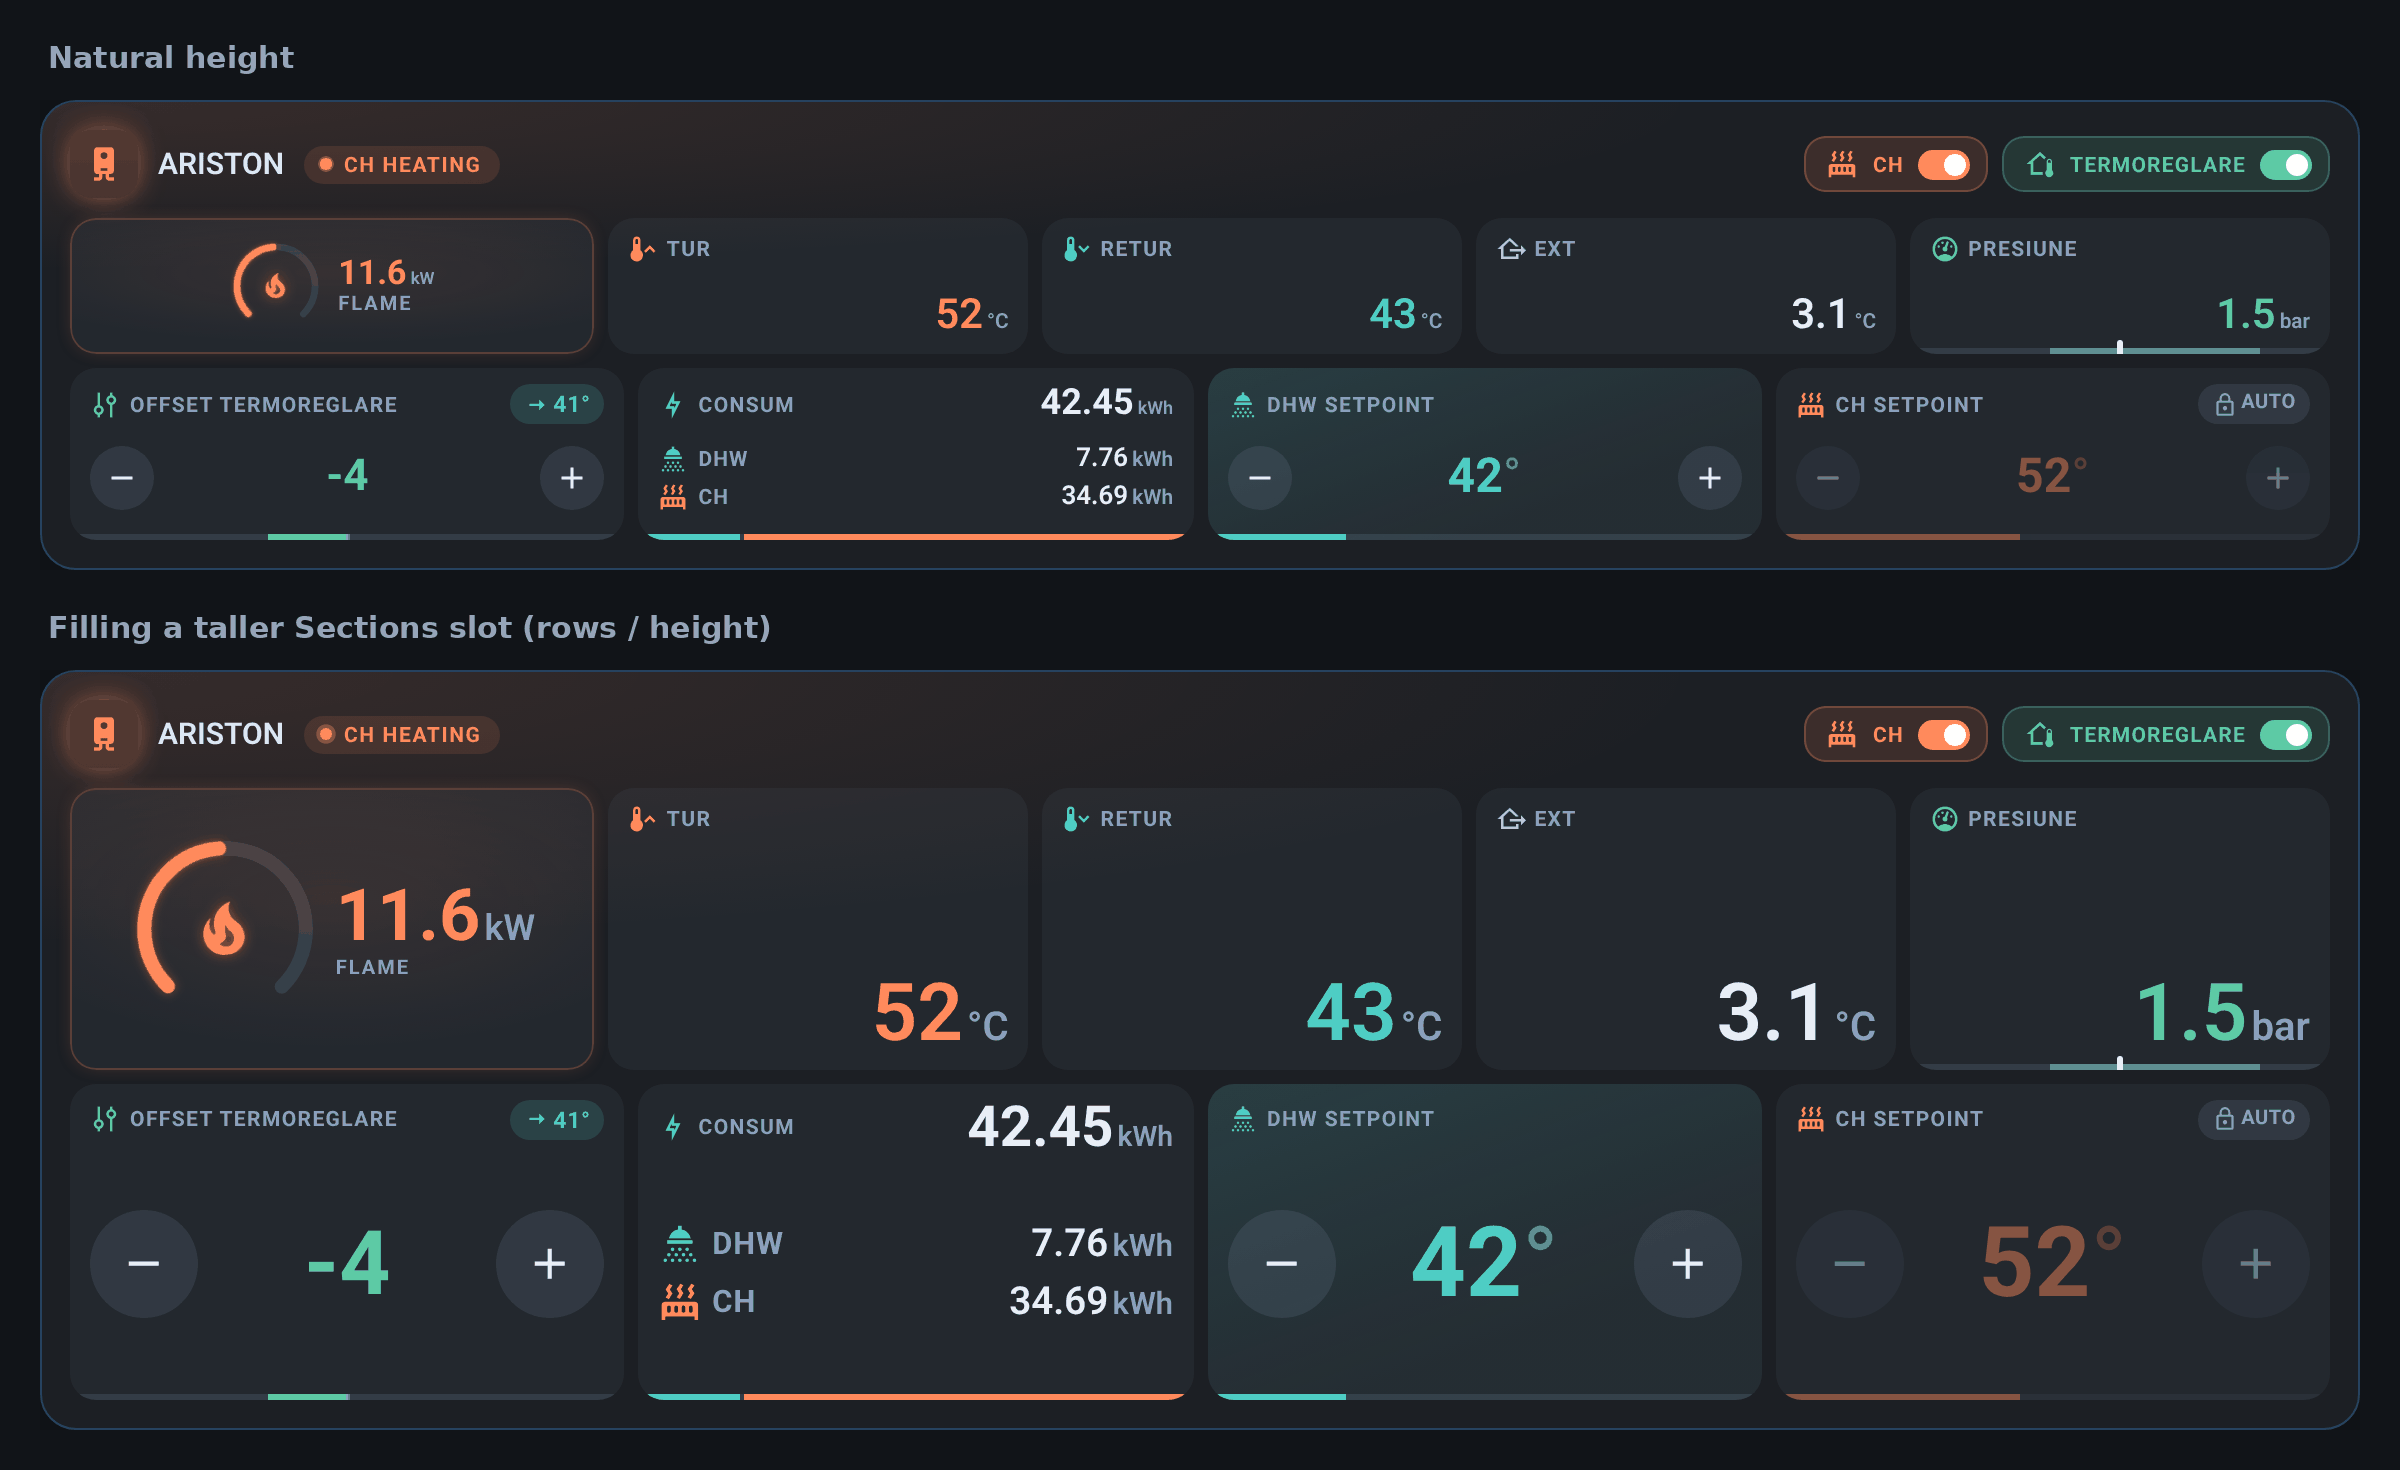 Natural height
ARISTON CH HEATING CH TERMOREGLARE
11.6 kW
FLAME
TUR
52 °C
RETUR
43 °C
EXT
3.1 °C
PRESIUNE
1.5 bar
OFFSET TERMOREGLARE → 41°
− -4 +
CONSUM 42.45 kWh
DHW 7.76 kWh
CH 34.69 kWh
DHW SETPOINT
− 42° +
CH SETPOINT AUTO
− 52° +
Filling a taller Sections slot (rows / height)
ARISTON CH HEATING CH TERMOREGLARE
11.6 kW
FLAME
TUR
52 °C
RETUR
43 °C
EXT
3.1 °C
PRESIUNE
1.5 bar
OFFSET TERMOREGLARE → 41°
− -4 +
CONSUM 42.45 kWh
DHW 7.76 kWh
CH 34.69 kWh
DHW SETPOINT
− 42° +
CH SETPOINT AUTO
− 52° +